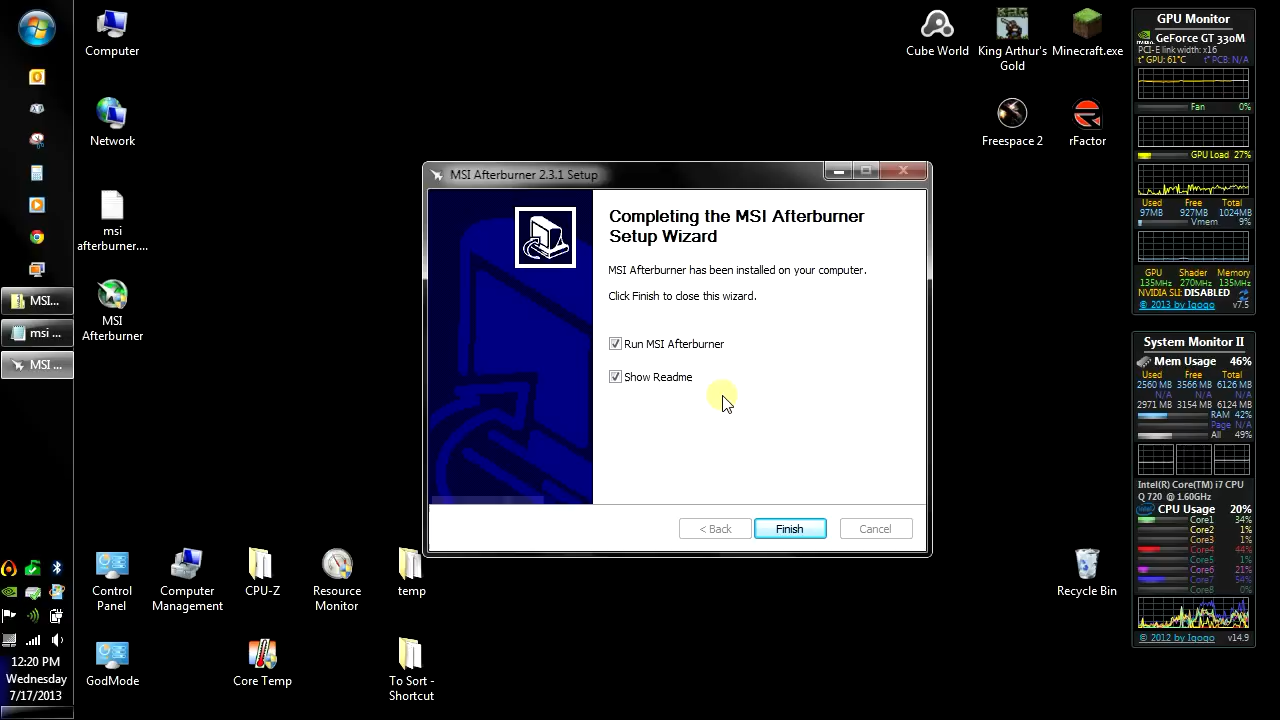 Computer
Network
msi
afterburner....
MSI
Afterburner
MSI...
msi ...
MSI ...
Control
Panel
Computer
Management
CPU-Z
Resource
Monitor
temp
GodMode
Core Temp
To Sort -
Shortcut
12:20 PM
Wednesday
7/17/2013
MSI Afterburner 2.3.1 Setup
Completing the MSI Afterburner
Setup Wizard
MSI Afterburner has been installed on your computer.
Click Finish to close this wizard.
Run MSI Afterburner
Show Readme
< Back
Finish
Cancel
Cube World
King Arthur's
Gold
Minecraft.exe
Freespace 2
rFactor
Recycle Bin
GPU Monitor
GeForce GT 330M
PCI-E link width: x16
t° GPU: 61°C t° PCB: N/A
Fan 0%
GPU Load 27%
Used Free Total
97MB 927MB 1024MB
Vmem 9%
GPU Shader Memory
135MHz 270MHz 135MHz
NVIDIA SLI: DISABLED
© 2013 by Igogo v7.5
System Monitor II
Mem Usage 46%
Used Free Total
2560 MB 3566 MB 6126 MB
N/A N/A N/A
2971 MB 3154 MB 6124 MB
RAM 42%
Page N/A
All 49%
Intel(R) Core(TM) i7 CPU
Q 720 @ 1.60GHz
CPU Usage 20%
Core1 34%
Core2 1%
Core3 1%
Core4 44%
Core5 1%
Core6 21%
Core7 54%
Core8 0%
© 2012 by Igogo v14.9